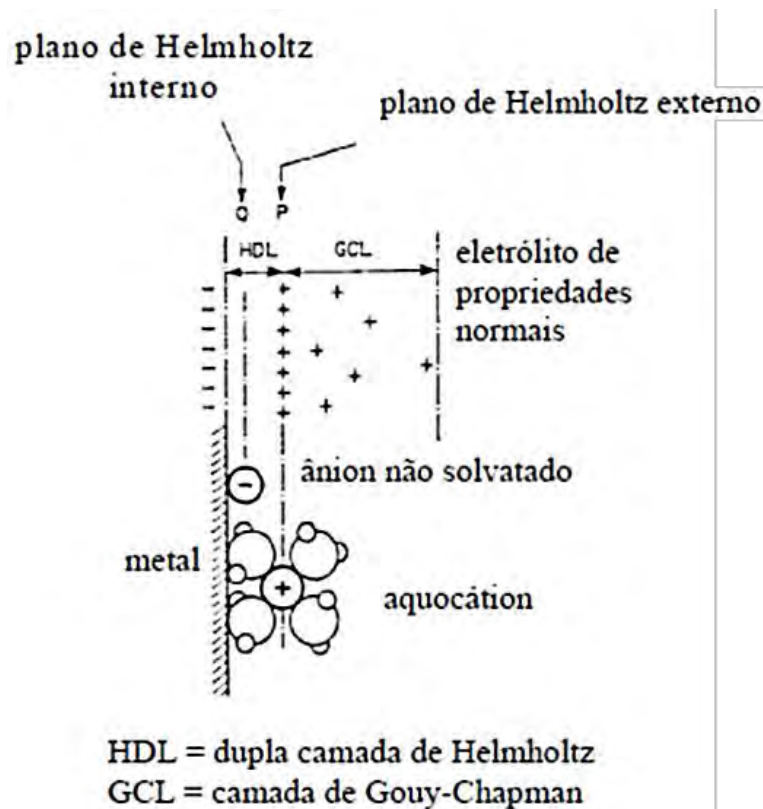 plano de Helmholtz
interno
plano de Helmholtz externo
Q P
HDL GCL
eletrólito de
propriedades
normais
ânion não solvatado
metal
aquocátion
HDL = dupla camada de Helmholtz
GCL = camada de Gouy-Chapman